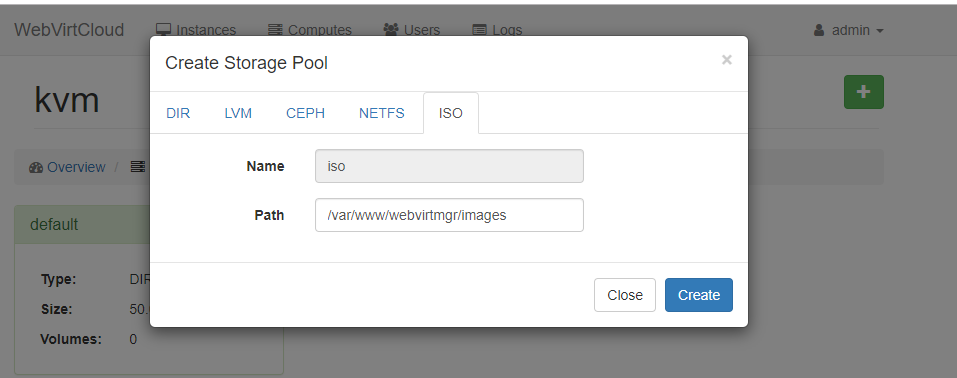 WebVirtCloud Instances Computes Users Logs admin
Create Storage Pool ×
kvm
DIR LVM CEPH NETFS ISO
Name iso
Overview /
Path /var/www/webvirtmgr/images
default
Type: DIR
Size: 50.
Close Create
Volumes: 0